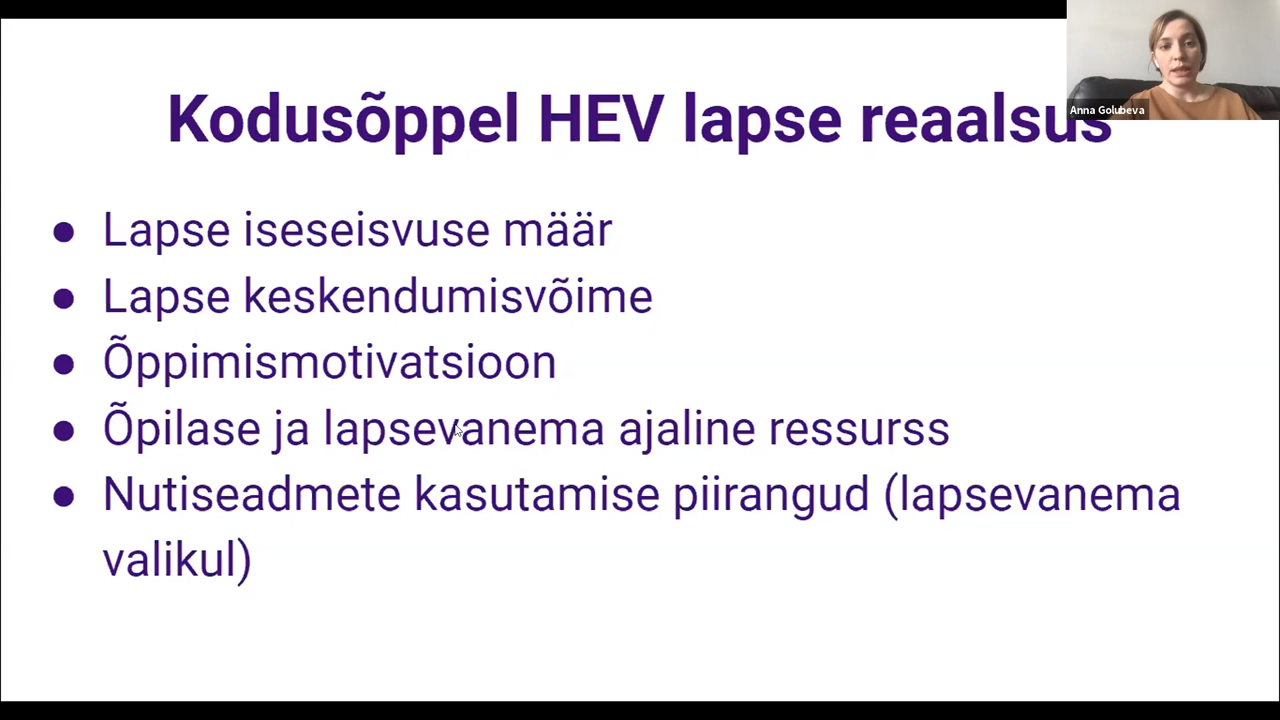 Kodusõppel HEV lapse reaalsus
Anna Golubeva
● Lapse iseseisvuse määr
● Lapse keskendumisvõime
● Õppimismotivatsioon
● Õpilase ja lapsevanema ajaline ressurss
● Nutiseadmete kasutamise piirangud (lapsevanema
valikul)